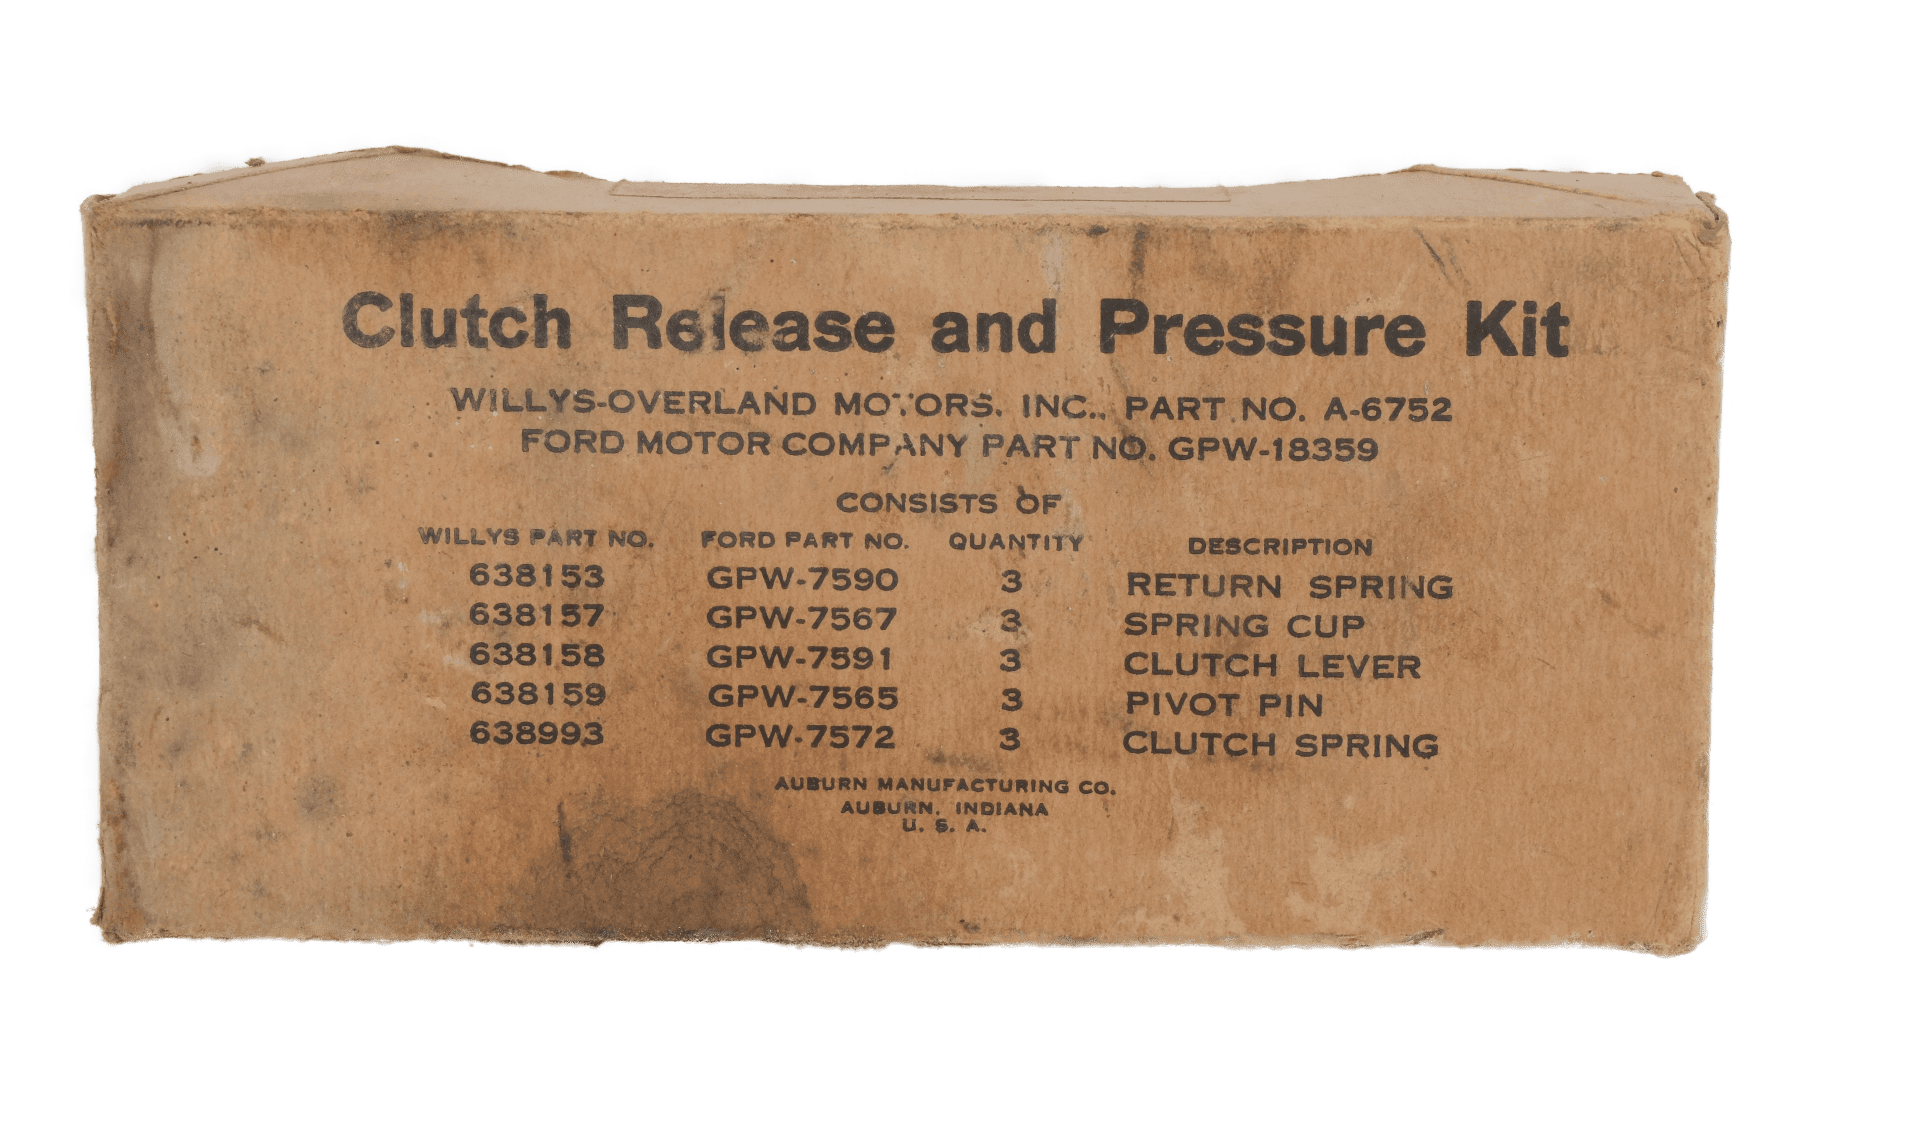 Clutch Release and Pressure Kit
WILLYS-OVERLAND MOTORS, INC., PART NO. A-6752
FORD MOTOR COMPANY PART NO. GPW-18359
CONSISTS OF
WILLYS PART NO. FORD PART NO. QUANTITY DESCRIPTION
638153 GPW-7590 3 RETURN SPRING
638157 GPW-7567 3 SPRING CUP
638158 GPW-7591 3 CLUTCH LEVER
638159 GPW-7565 3 PIVOT PIN
638993 GPW-7572 3 CLUTCH SPRING
AUBURN MANUFACTURING CO.
AUBURN, INDIANA
U. S. A.